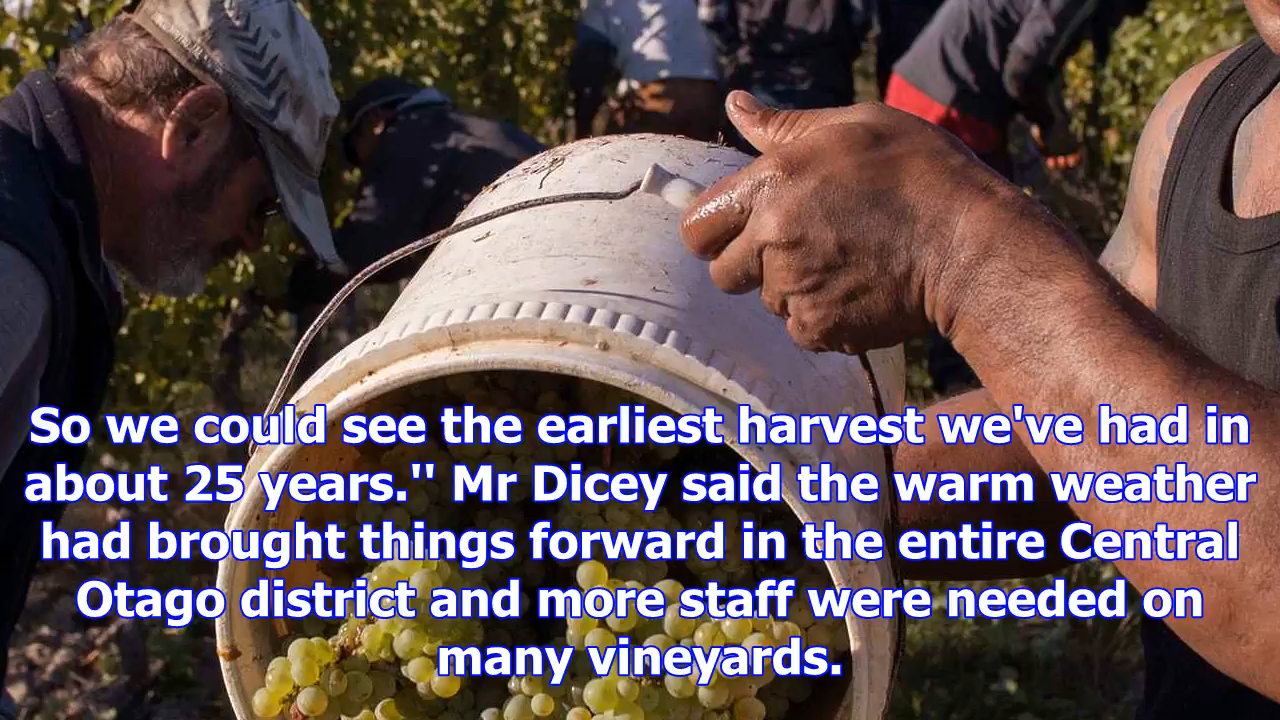 So we could see the earliest harvest we've had in
about 25 years." Mr Dicey said the warm weather
had brought things forward in the entire Central
Otago district and more staff were needed on
many vineyards.